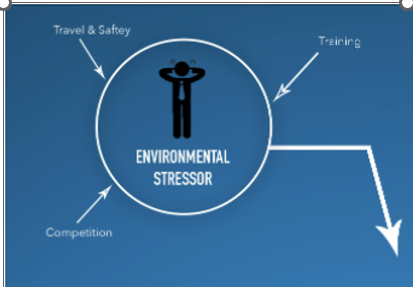 Travel & Saftey
Training
ENVIRONMENTAL
STRESSOR
Competition